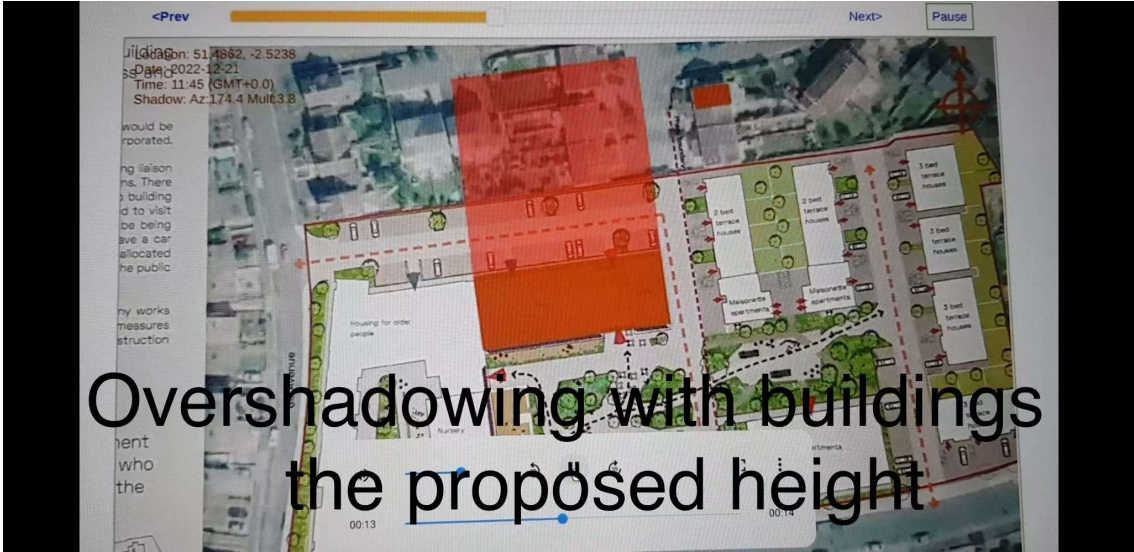 <Prev
Next>
Pause
uilding
ss and
Location: 51.4862, -2.5238
Date: 2022-12-21
Time: 11:45 (GMT+0.0)
Shadow: Az:174.4 Mult:3.8
N
would be
rporated.
ng liaison
ns. There
building
d to visit
be being
ave a car
allocated
he public
ny works
measures
struction
ent
who
the
2 bed
terrace
houses
2 bed
terrace
houses
3 bed
terrace
houses
3 bed
terrace
houses
3 bed
terrace
houses
Maisonette
apartments
Maisonette
apartments
Housing for older
people
Nursery
Overshadowing with buildings
the proposed height
00:13
00:14